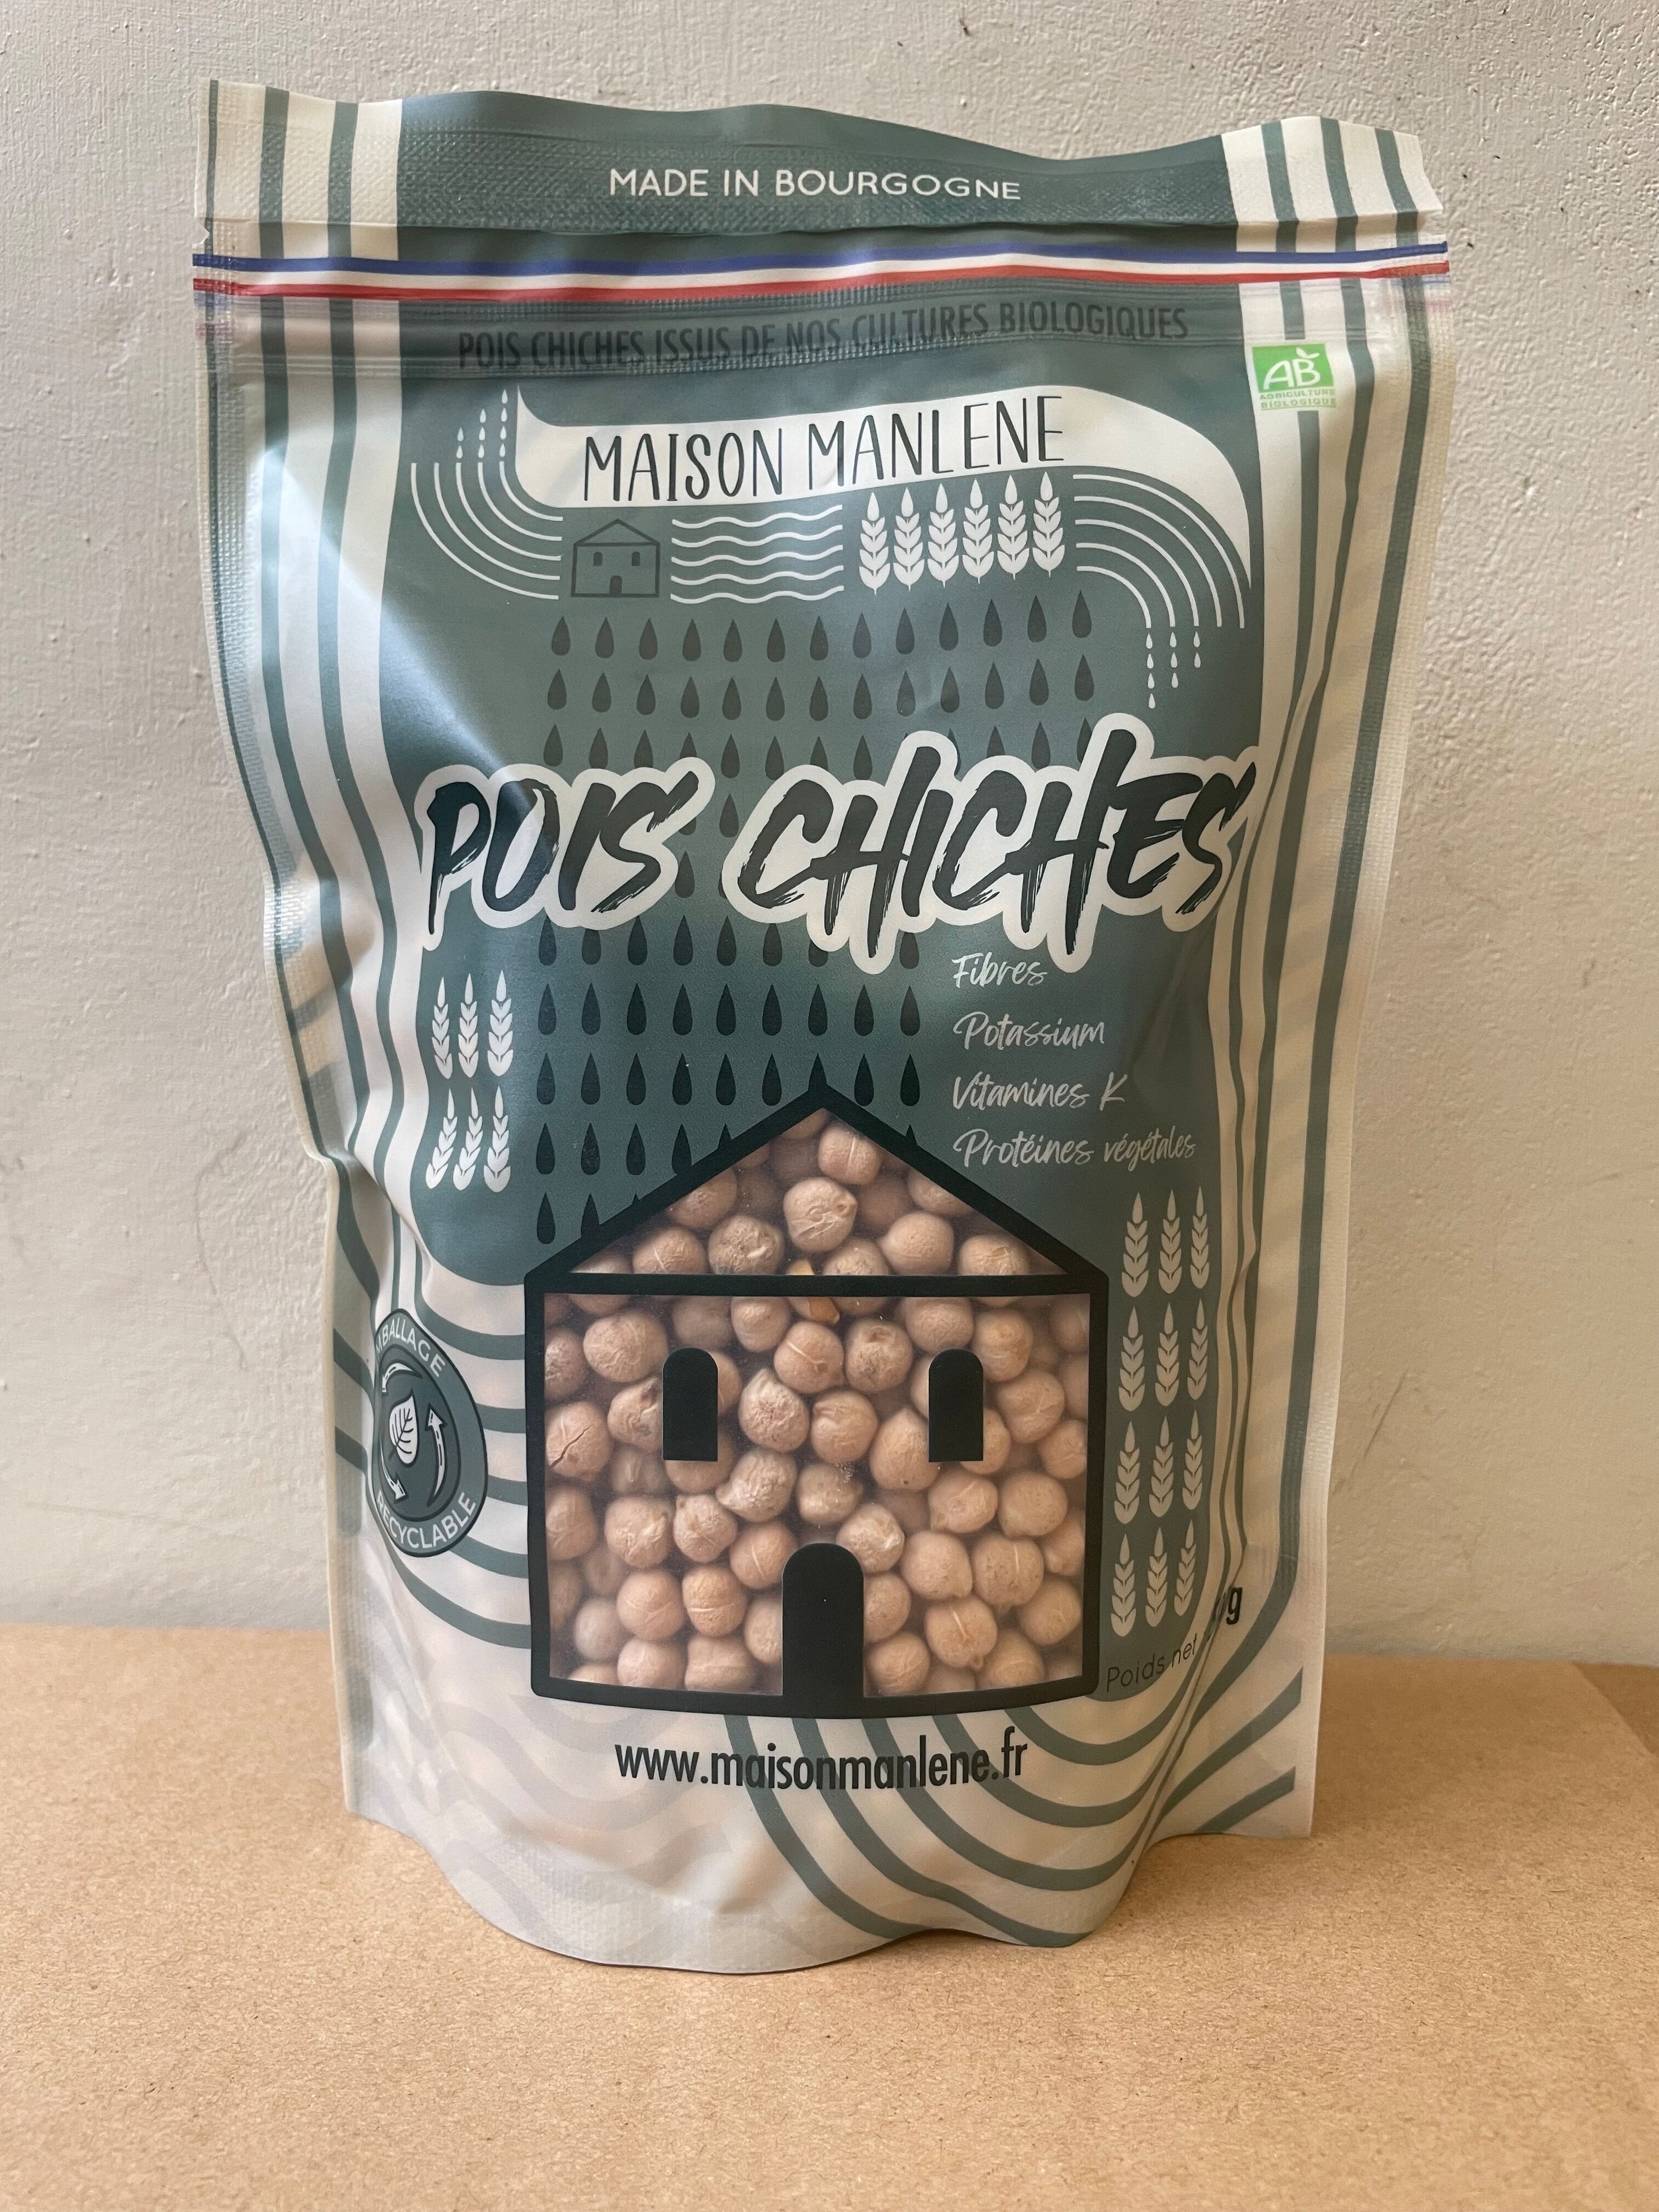 MADE IN BOURGOGNE
POIS CHICHES ISSUS DE NOS CULTURES BIOLOGIQUES
AB
AGRICULTURE
BIOLOGIQUE
MAISON MANLENE
POIS CHICHES
Fibres
Potassium
Vitamines K
Protéines végétales
RECYCLABLE
Poids net
www.maisonmanlene.fr